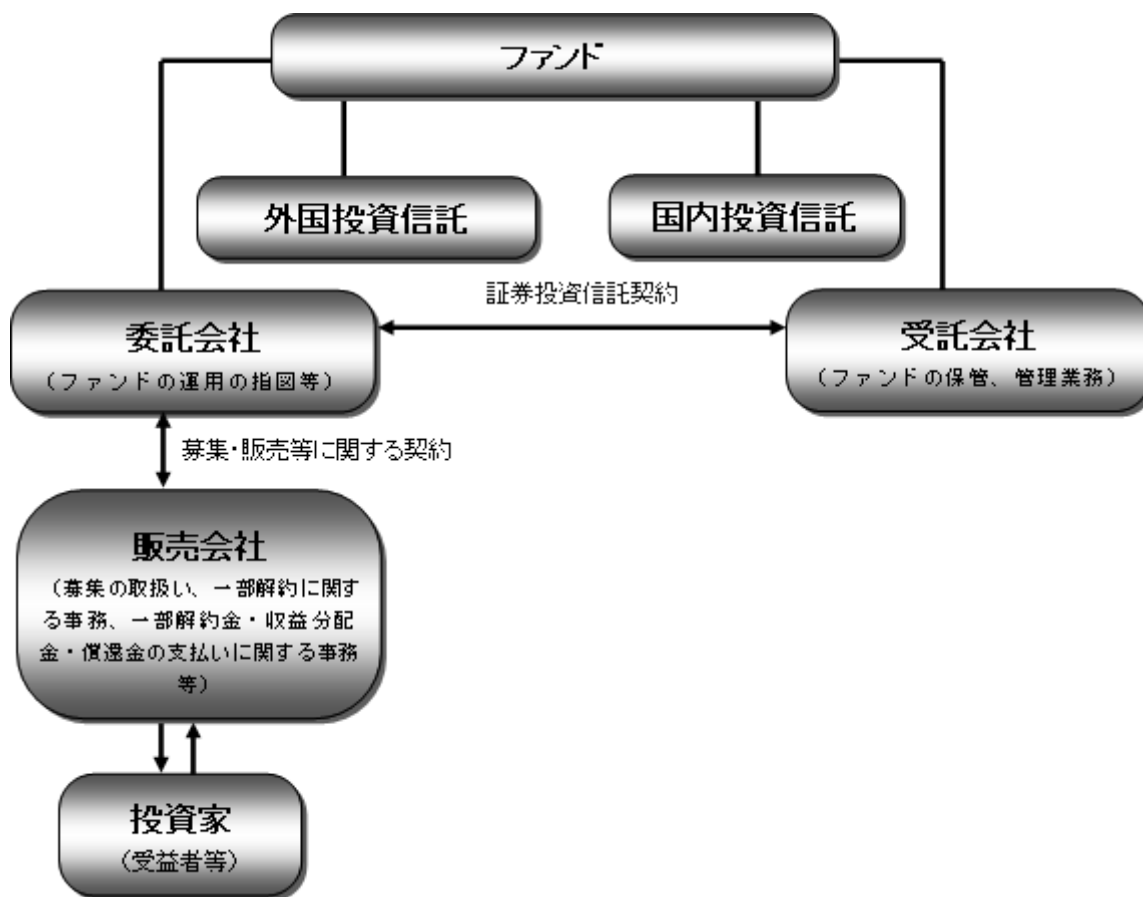 ファンド
外国投資信託
国内投資信託
証券投資信託契約
委託会社
（ファンドの運用の指図等）
受託会社
（ファンドの保管、管理業務）
募集・販売等に関する契約
販売会社
（募集の取扱い、一部解約に関す
る事務、一部解約金・収益分配
金・償還金の支払いに関する事務
等）
投資家
（受益者等）